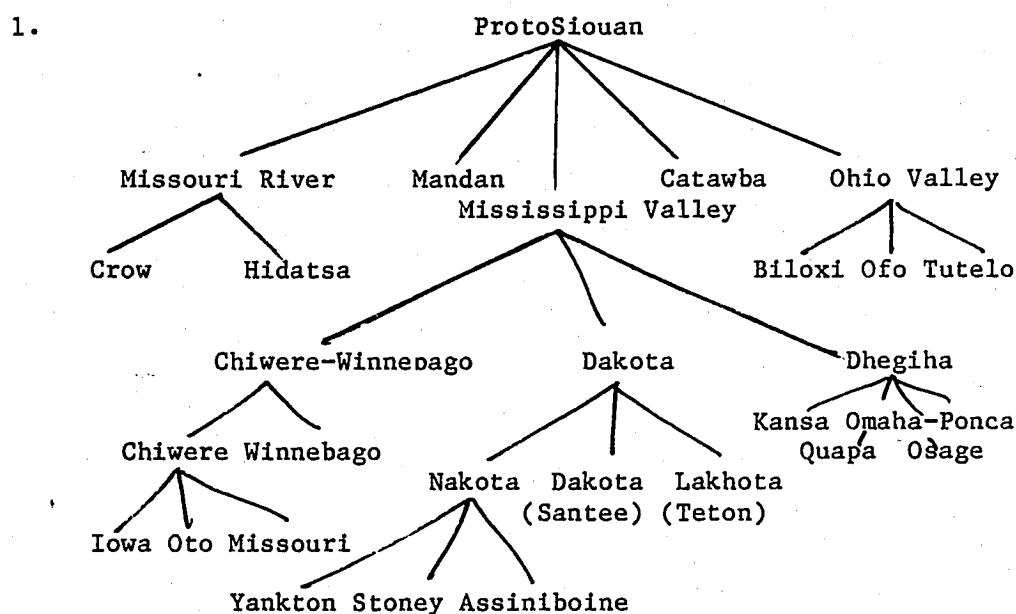 1. ProtoSiouan
Missouri River Mandan Catawba Ohio Valley
Mississippi Valley
Crow Hidatsa Biloxi Ofo Tutelo
Chiwere-Winnebago Dakota Dhegiha
Kansa Omaha-Ponca
Chiwere Winnebago Quapa Osage
Nakota Dakota Lakhota
(Santee) (Teton)
Iowa Oto Missouri
Yankton Stoney Assiniboine